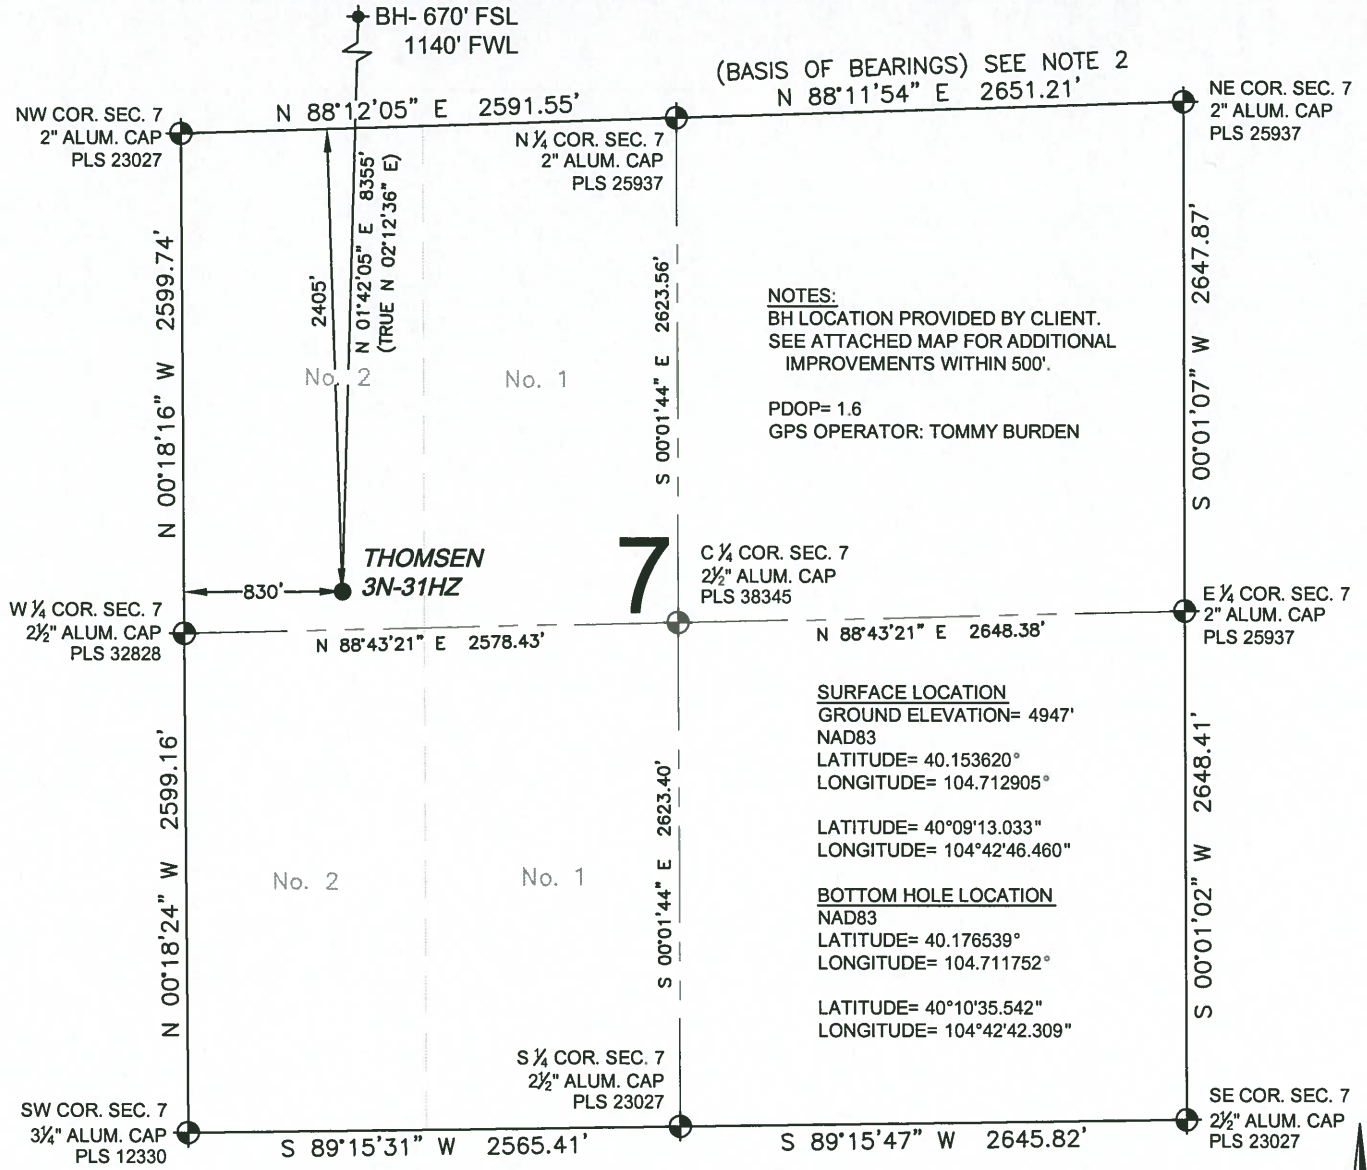 BH- 670' FSL
1140' FWL
(BASIS OF BEARINGS) SEE NOTE 2
N 88°12'05" E 2591.55'
N 88°11'54" E 2651.21'
NW COR. SEC. 7
2" ALUM. CAP
PLS 23027
N ¼ COR. SEC. 7
2" ALUM. CAP
PLS 25937
NE COR. SEC. 7
2" ALUM. CAP
PLS 25937
N 00°18'16" W 2599.74'
2405'
N 01°42'05" E 8355'
(TRUE N 02°12'36" E)
S 00°01'44" E 2623.56'
S 00°01'07" W 2647.87'
NOTES:
BH LOCATION PROVIDED BY CLIENT.
SEE ATTACHED MAP FOR ADDITIONAL
IMPROVEMENTS WITHIN 500'.
PDOP= 1.6
GPS OPERATOR: TOMMY BURDEN
No. 2
No. 1
THOMSEN
3N-31HZ
830'
7
C ¼ COR. SEC. 7
2½" ALUM. CAP
PLS 38345
W ¼ COR. SEC. 7
2½" ALUM. CAP
PLS 32828
E ¼ COR. SEC. 7
2" ALUM. CAP
PLS 25937
N 88°43'21" E 2578.43'
N 88°43'21" E 2648.38'
SURFACE LOCATION
GROUND ELEVATION= 4947'
NAD83
LATITUDE= 40.153620°
LONGITUDE= 104.712905°
LATITUDE= 40°09'13.033"
LONGITUDE= 104°42'46.460"
BOTTOM HOLE LOCATION
NAD83
LATITUDE= 40.176539°
LONGITUDE= 104.711752°
LATITUDE= 40°10'35.542"
LONGITUDE= 104°42'42.309"
N 00°18'24" W 2599.16'
S 00°01'44" E 2623.40'
S 00°01'02" W 2648.41'
No. 2
No. 1
S ¼ COR. SEC. 7
2½" ALUM. CAP
PLS 23027
SW COR. SEC. 7
3¼" ALUM. CAP
PLS 12330
SE COR. SEC. 7
2½" ALUM. CAP
PLS 23027
S 89°15'31" W 2565.41'
S 89°15'47" W 2645.82'